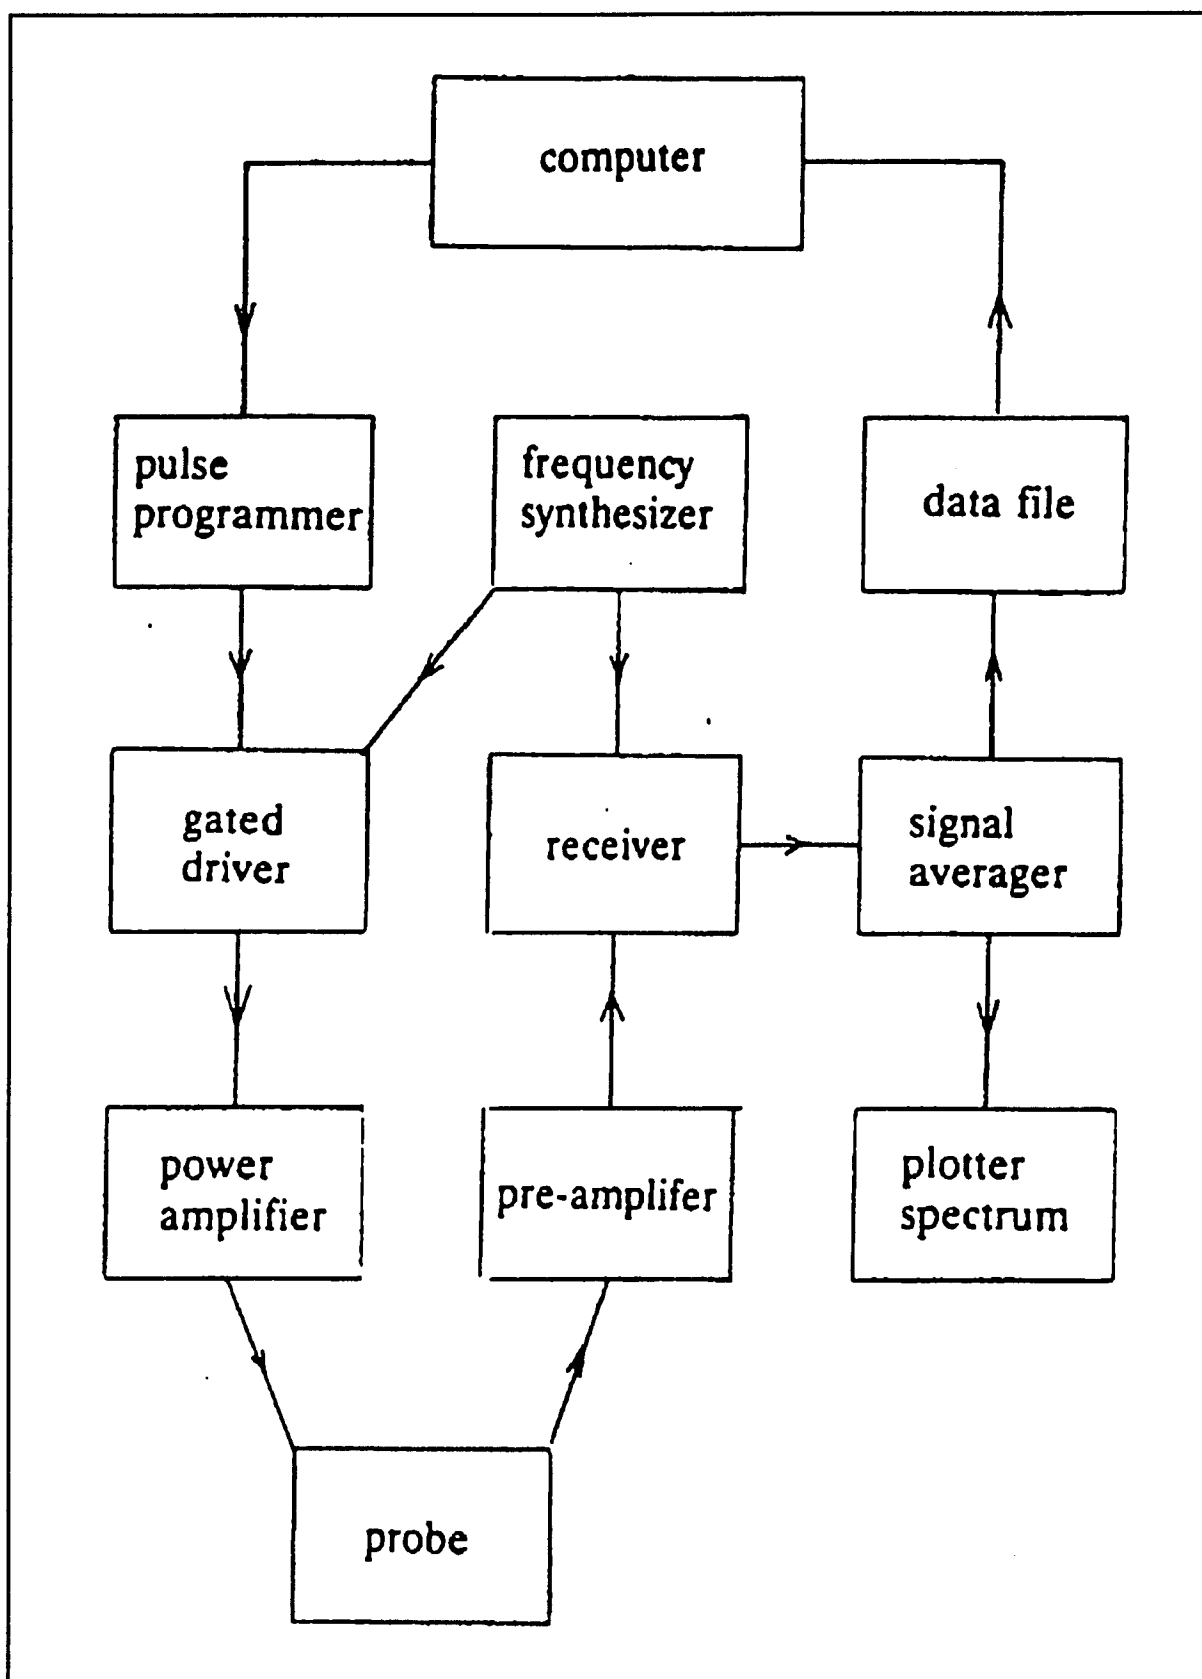 computer
pulse
programmer
frequency
synthesizer
data file
gated
driver
receiver
signal
averager
power
amplifier
pre-amplifer
plotter
spectrum
probe